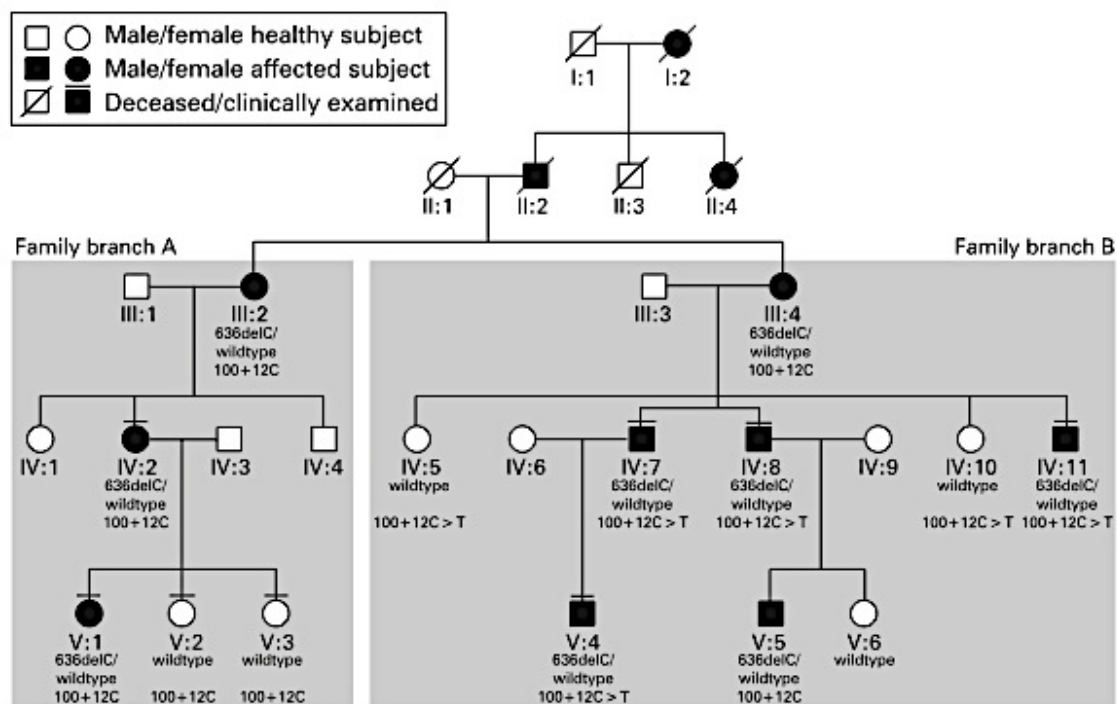 Male/female healthy subject
Male/female affected subject
Deceased/clinically examined
I:1 I:2
II:1 II:2 II:3 II:4
Family branch A Family branch B
III:1 III:2 III:3 III:4
636delC/ 636delC/
wildtype wildtype
100+12C 100+12C
IV:1 IV:2 IV:3 IV:4 IV:5 IV:6 IV:7 IV:8 IV:9 IV:10 IV:11
636delC/ wildtype 636delC/ 636delC/ wildtype 636delC/
wildtype wildtype wildtype wildtype
100+12C 100+12C > T 100+12C > T 100+12C > T 100+12C > T 100+12C > T
V:1 V:2 V:3 V:4 V:5 V:6
636delC/ wildtype wildtype 636delC/ 636delC/ wildtype
wildtype wildtype wildtype
100+12C 100+12C 100+12C 100+12C > T 100+12C